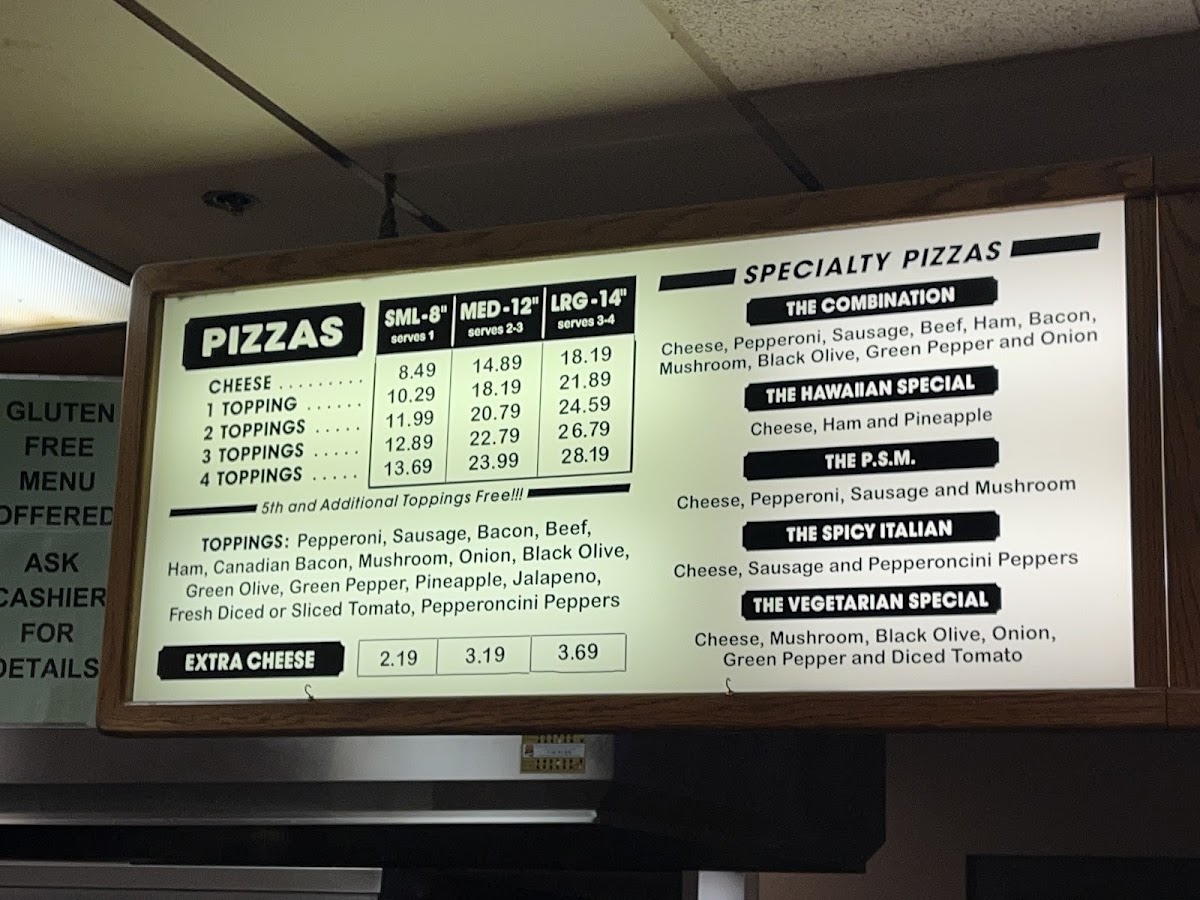 GLUTEN
FREE
MENU
OFFERED
ASK
CASHIER
FOR
DETAILS
PIZZAS
SML-8" MED-12" LRG-14"
serves 1 serves 2-3 serves 3-4
CHEESE ......... 8.49 14.89 18.19
1 TOPPING ...... 10.29 18.19 21.89
2 TOPPINGS ..... 11.99 20.79 24.59
3 TOPPINGS ..... 12.89 22.79 26.79
4 TOPPINGS ..... 13.69 23.99 28.19
5th and Additional Toppings Free!!!
TOPPINGS: Pepperoni, Sausage, Bacon, Beef,
Ham, Canadian Bacon, Mushroom, Onion, Black Olive,
Green Olive, Green Pepper, Pineapple, Jalapeno,
Fresh Diced or Sliced Tomato, Pepperoncini Peppers
EXTRA CHEESE 2.19 3.19 3.69
SPECIALTY PIZZAS
THE COMBINATION
Cheese, Pepperoni, Sausage, Beef, Ham, Bacon,
Mushroom, Black Olive, Green Pepper and Onion
THE HAWAIIAN SPECIAL
Cheese, Ham and Pineapple
THE P.S.M.
Cheese, Pepperoni, Sausage and Mushroom
THE SPICY ITALIAN
Cheese, Sausage and Pepperoncini Peppers
THE VEGETARIAN SPECIAL
Cheese, Mushroom, Black Olive, Onion,
Green Pepper and Diced Tomato